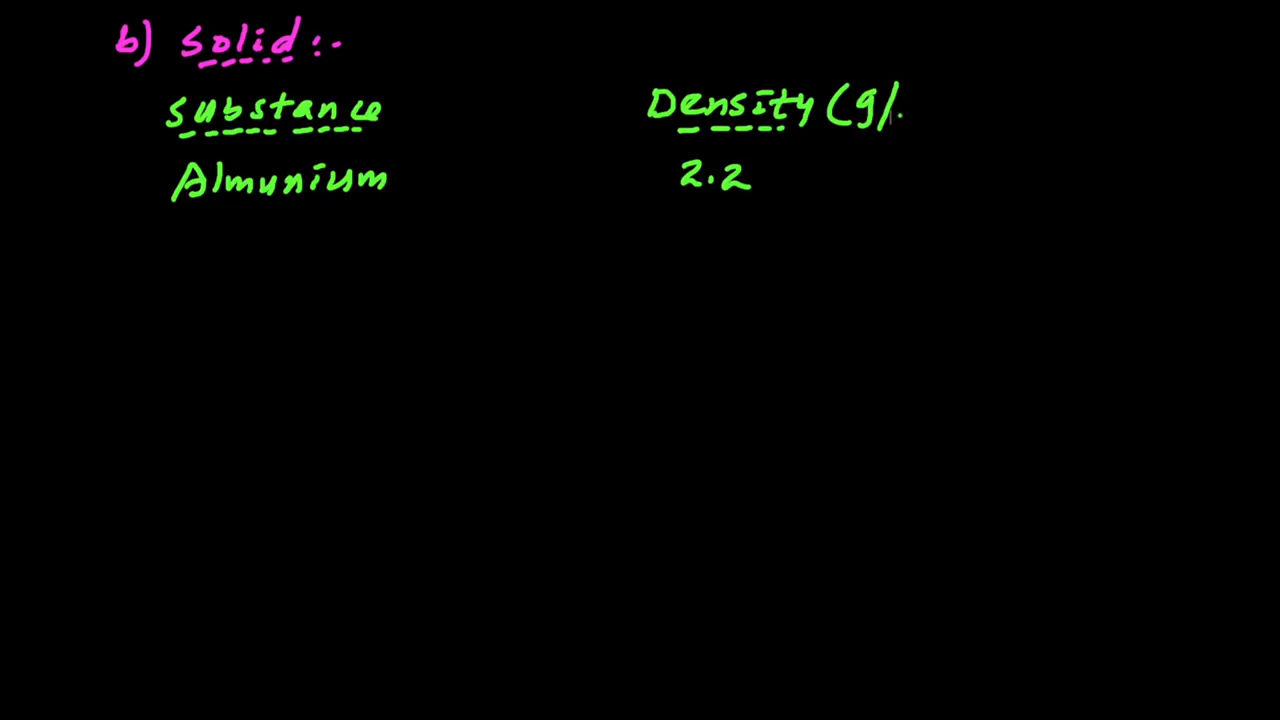 b) Solid :-
Substance Density (g/.
Almunium 2.2